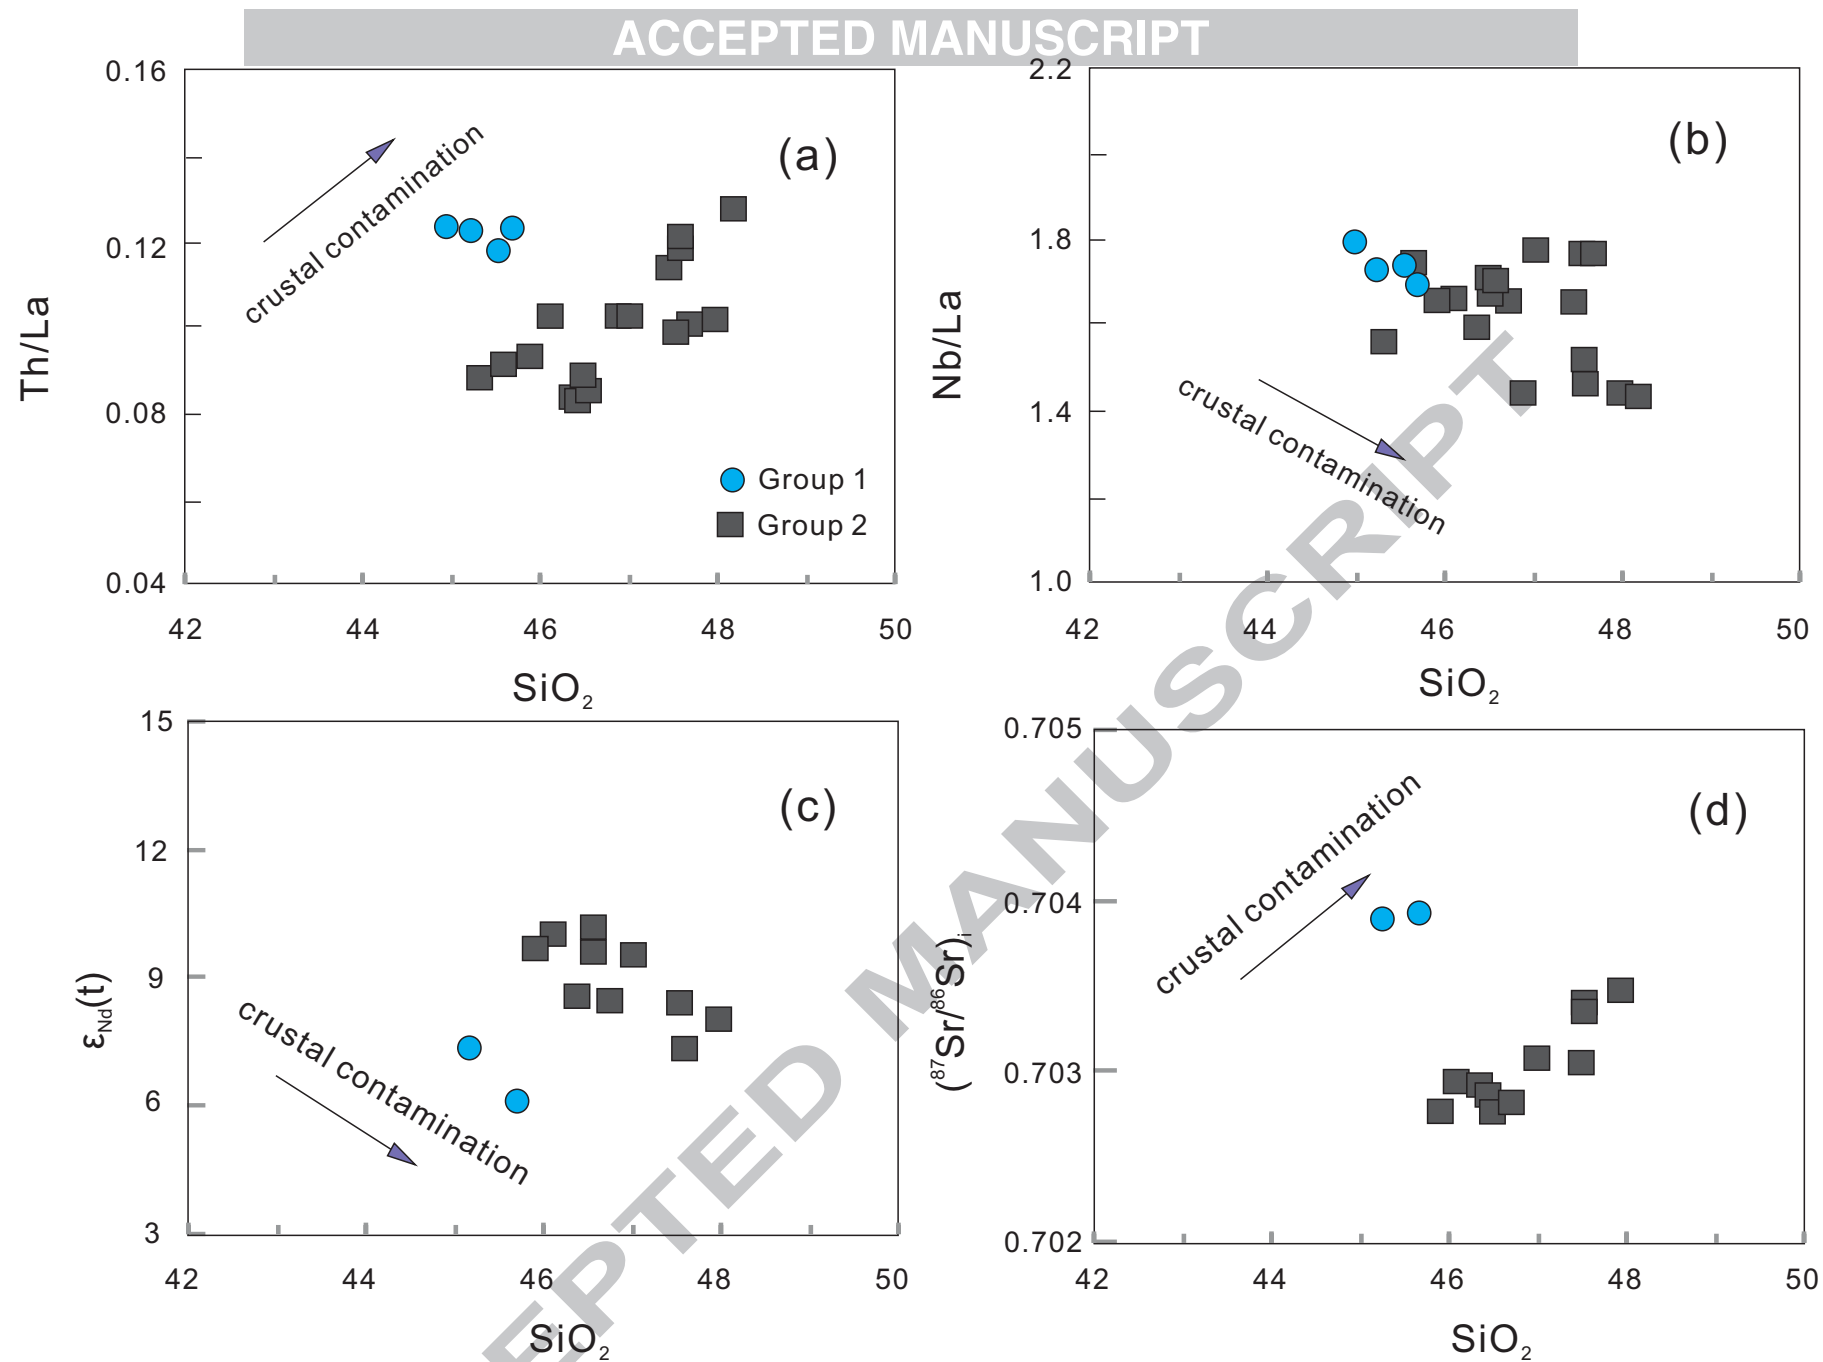 ACCEPTED MANUSCRIPT
0.16
0.12
0.08
0.04
Th/La
crustal contamination
(a)
Group 1
Group 2
42 44 46 48 50
SiO2
2.2
1.8
1.4
1.0
Nb/La
crustal contamination
(b)
42 44 46 48 50
SiO2
15
12
9
6
3
εNd(t)
crustal contamination
(c)
42 44 46 48 50
SiO2
0.705
0.704
0.703
0.702
(87Sr/86Sr)i
crustal contamination
(d)
42 44 46 48 50
SiO2
EPTED MANUSCRIPT